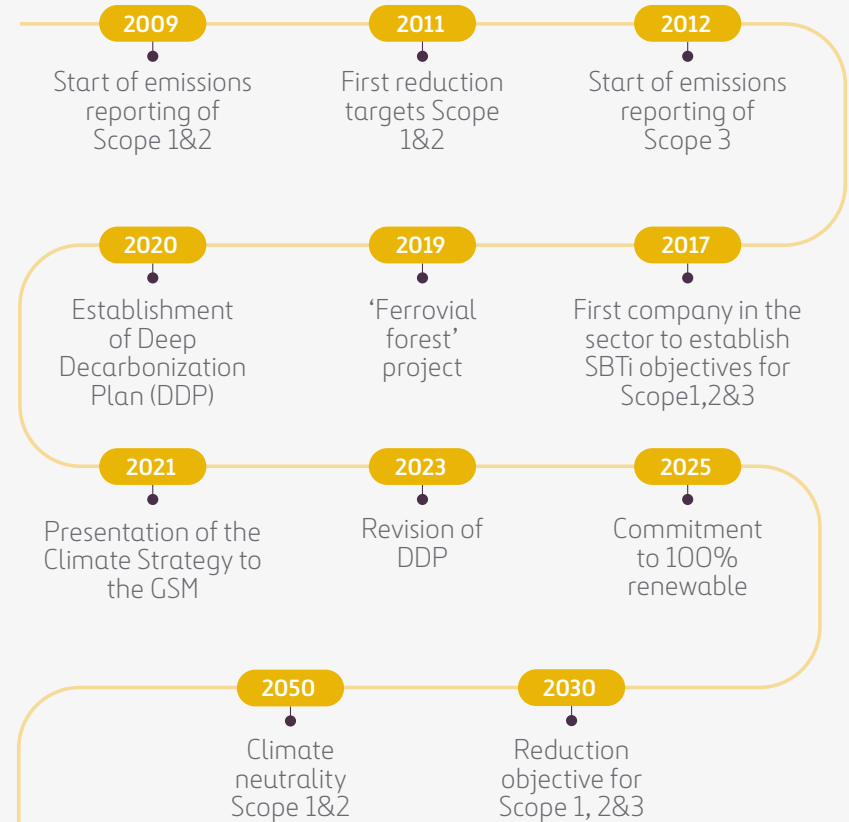 2009
Start of emissions
reporting of
Scope 1&2
2011
First reduction
targets Scope
1&2
2012
Start of emissions
reporting of
Scope 3
2017
First company in the
sector to establish
SBTi objectives for
Scope1,2&3
2019
‘Ferrovial
forest’
project
2020
Establishment
of Deep
Decarbonization
Plan (DDP)
2021
Presentation of the
Climate Strategy to
the GSM
2023
Revision of
DDP
2025
Commitment
to 100%
renewable
2030
Reduction
objective for
Scope 1, 2&3
2050
Climate
neutrality
Scope 1&2